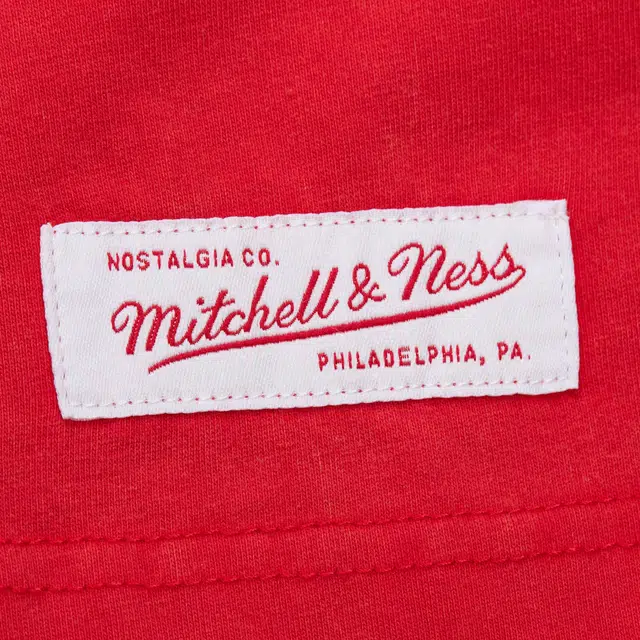 NOSTALGIA CO.
Mitchell & Ness
PHILADELPHIA, PA.